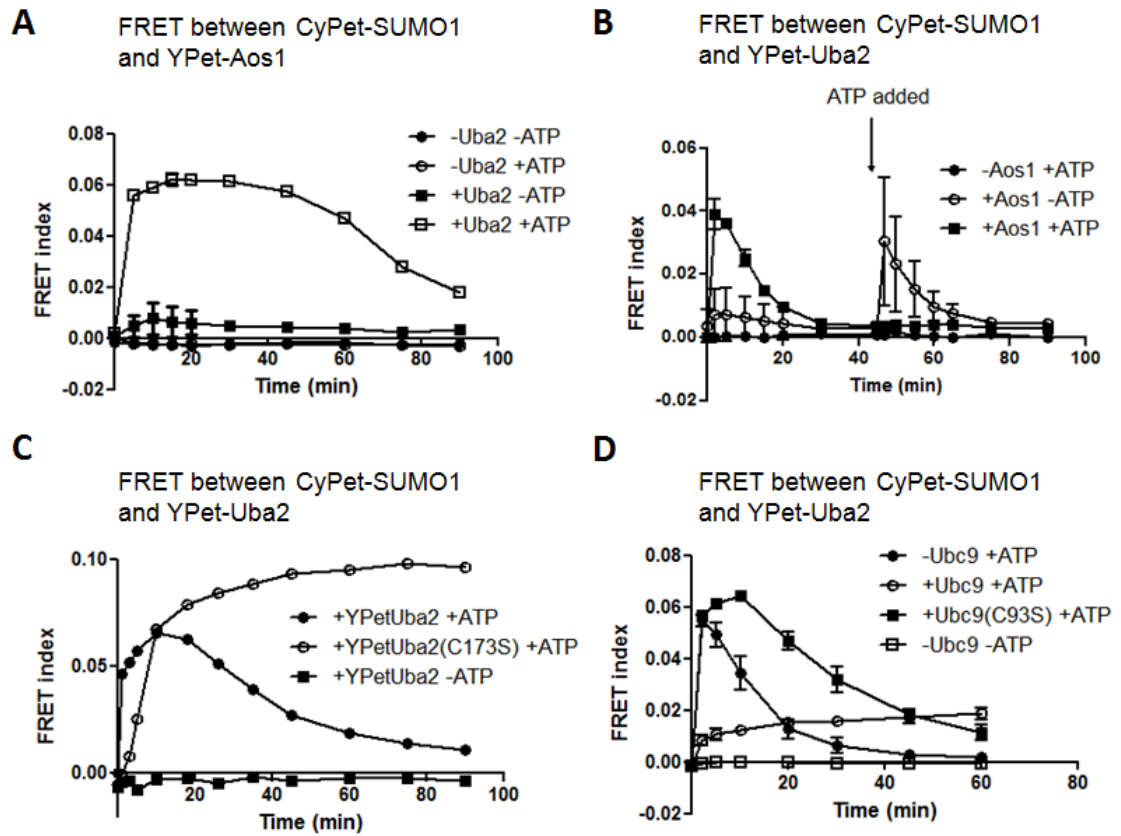 A
FRET between CyPet-SUMO1
and YPet-Aos1
0.08
0.06
0.04
0.02
0.00
-0.02
20
40
60
80
100
FRET index
Time (min)
-Uba2 -ATP
-Uba2 +ATP
+Uba2 -ATP
+Uba2 +ATP
B
FRET between CyPet-SUMO1
and YPet-Uba2
ATP added
0.06
0.04
0.02
0.00
-0.02
20
40
60
80
100
FRET index
Time (min)
-Aos1 +ATP
+Aos1 -ATP
+Aos1 +ATP
C
FRET between CyPet-SUMO1
and YPet-Uba2
0.10
0.05
0.00
20
40
60
80
100
FRET index
Time (min)
+YPetUba2 +ATP
+YPetUba2(C173S) +ATP
+YPetUba2 -ATP
D
FRET between CyPet-SUMO1
and YPet-Uba2
0.08
0.06
0.04
0.02
0.00
-0.02
20
40
60
80
FRET index
Time (min)
-Ubc9 +ATP
+Ubc9 +ATP
+Ubc9(C93S) +ATP
-Ubc9 -ATP